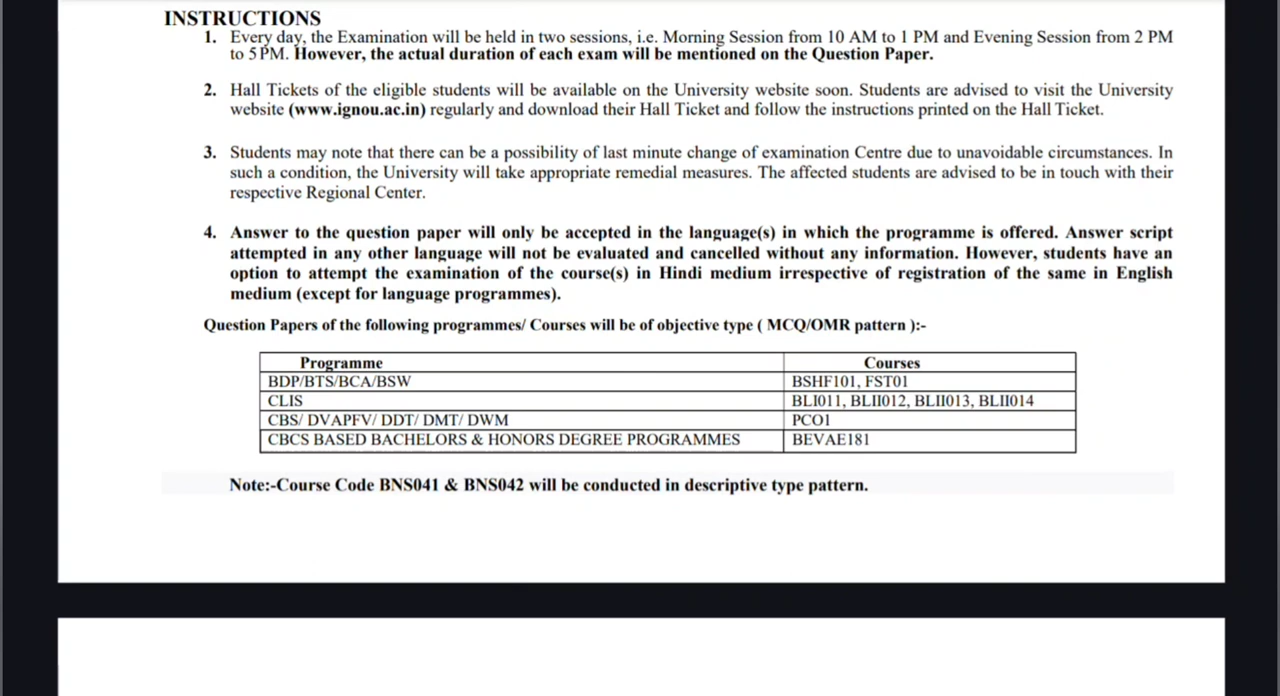 INSTRUCTIONS
1. Every day, the Examination will be held in two sessions, i.e. Morning Session from 10 AM to 1 PM and Evening Session from 2 PM
to 5 PM. However, the actual duration of each exam will be mentioned on the Question Paper.
2. Hall Tickets of the eligible students will be available on the University website soon. Students are advised to visit the University
website (www.ignou.ac.in) regularly and download their Hall Ticket and follow the instructions printed on the Hall Ticket.
3. Students may note that there can be a possibility of last minute change of examination Centre due to unavoidable circumstances. In
such a condition, the University will take appropriate remedial measures. The affected students are advised to be in touch with their
respective Regional Center.
4. Answer to the question paper will only be accepted in the language(s) in which the programme is offered. Answer script
attempted in any other language will not be evaluated and cancelled without any information. However, students have an
option to attempt the examination of the course(s) in Hindi medium irrespective of registration of the same in English
medium (except for language programmes).
Question Papers of the following programmes/ Courses will be of objective type ( MCQ/OMR pattern ):-
Programme Courses
BDP/BTS/BCA/BSW BSHF101, FST01
CLIS BLI011, BLII012, BLII013, BLII014
CBS/ DVAPFV/ DDT/ DMT/ DWM PCO1
CBCS BASED BACHELORS & HONORS DEGREE PROGRAMMES BEVAE181
Note:-Course Code BNS041 & BNS042 will be conducted in descriptive type pattern.